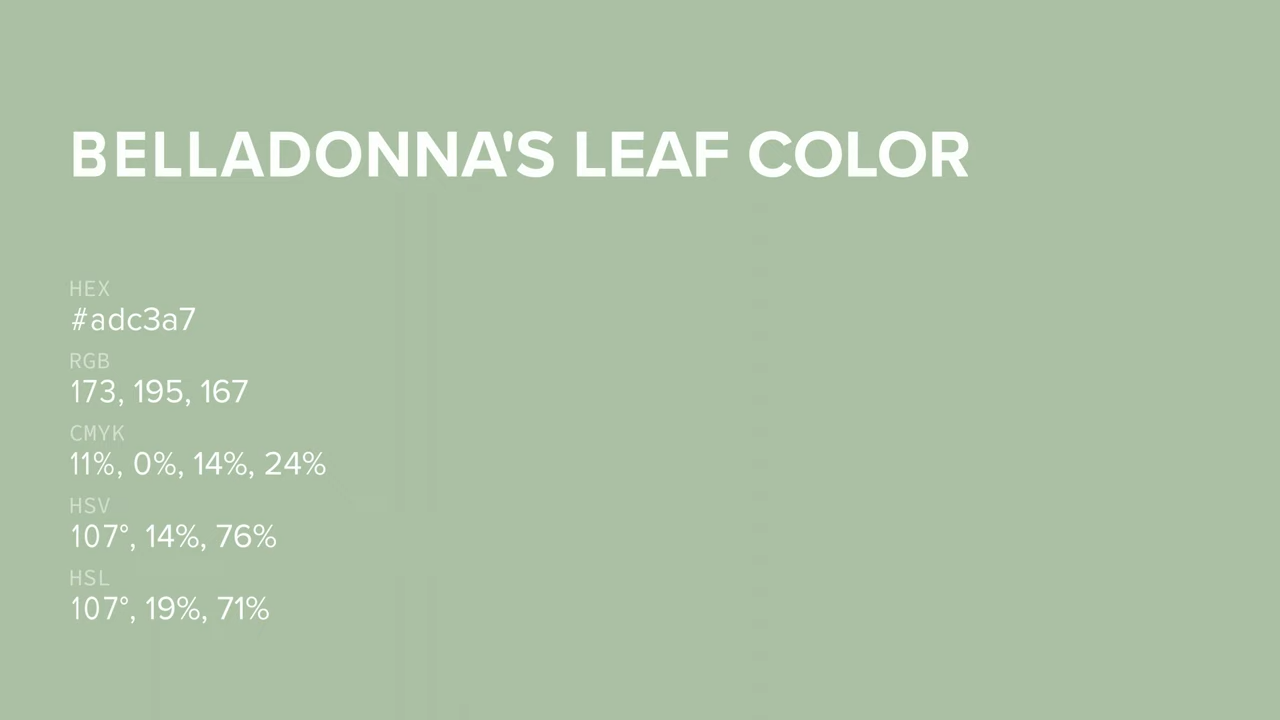 BELLADONNA'S LEAF COLOR
HEX
#adc3a7
RGB
173, 195, 167
CMYK
11%, 0%, 14%, 24%
HSV
107°, 14%, 76%
HSL
107°, 19%, 71%